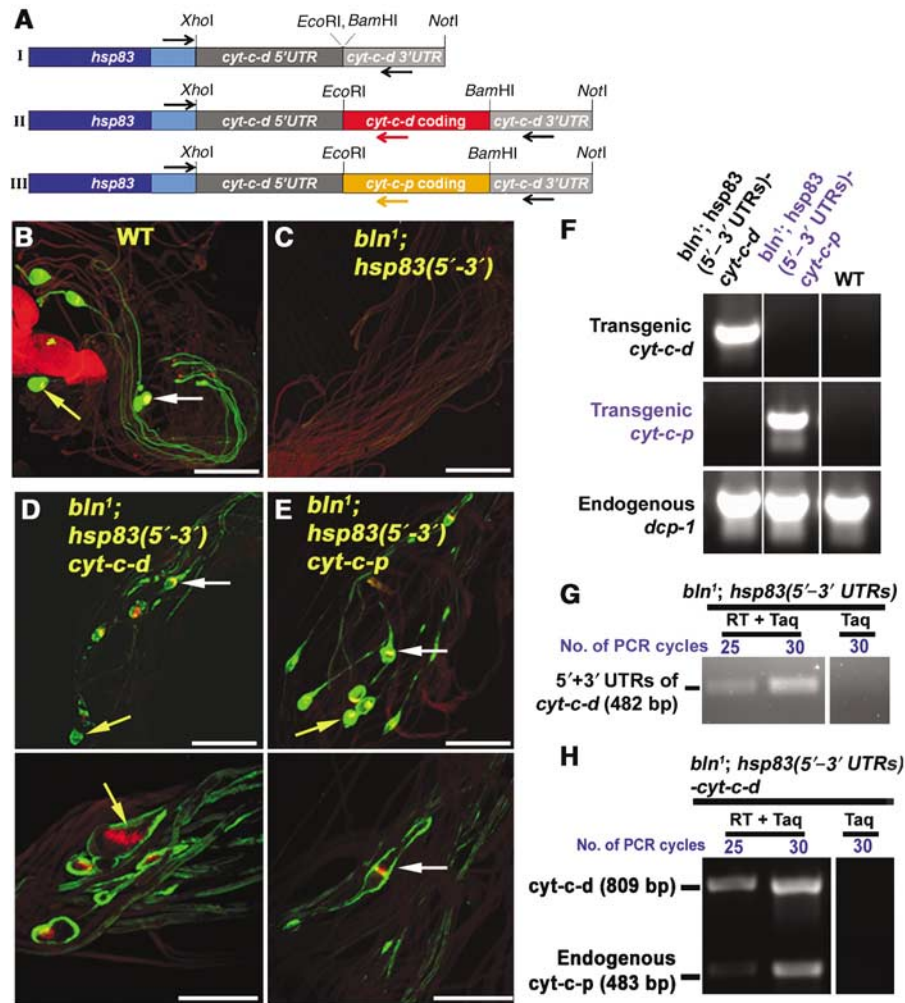 A
XhoI
EcoRI, BamHI
NotI
I
hsp83
cyt-c-d 5'UTR
cyt-c-d 3'UTR
XhoI
EcoRI
BamHI
NotI
II
hsp83
cyt-c-d 5'UTR
cyt-c-d coding
cyt-c-d 3'UTR
XhoI
EcoRI
BamHI
NotI
III
hsp83
cyt-c-d 5'UTR
cyt-c-p coding
cyt-c-d 3'UTR
B
WT
C
bln¹;
hsp83(5′-3′)
D
bln¹;
hsp83(5′-3′)
cyt-c-d
E
bln¹;
hsp83(5′-3′)
cyt-c-p
F
bln¹; hsp83
(5′–3′ UTRs)-
cyt-c-d
bln¹; hsp83
(5′–3′ UTRs)-
cyt-c-p
WT
Transgenic
cyt-c-d
Transgenic
cyt-c-p
Endogenous
dcp-1
G
bln¹; hsp83(5′–3′ UTRs)
RT + Taq
Taq
No. of PCR cycles
25
30
30
5′+3′ UTRs of
cyt-c-d (482 bp)
H
bln¹; hsp83(5′–3′ UTRs)
-cyt-c-d
RT + Taq
Taq
No. of PCR cycles
25
30
30
cyt-c-d (809 bp)
Endogenous
cyt-c-p (483 bp)